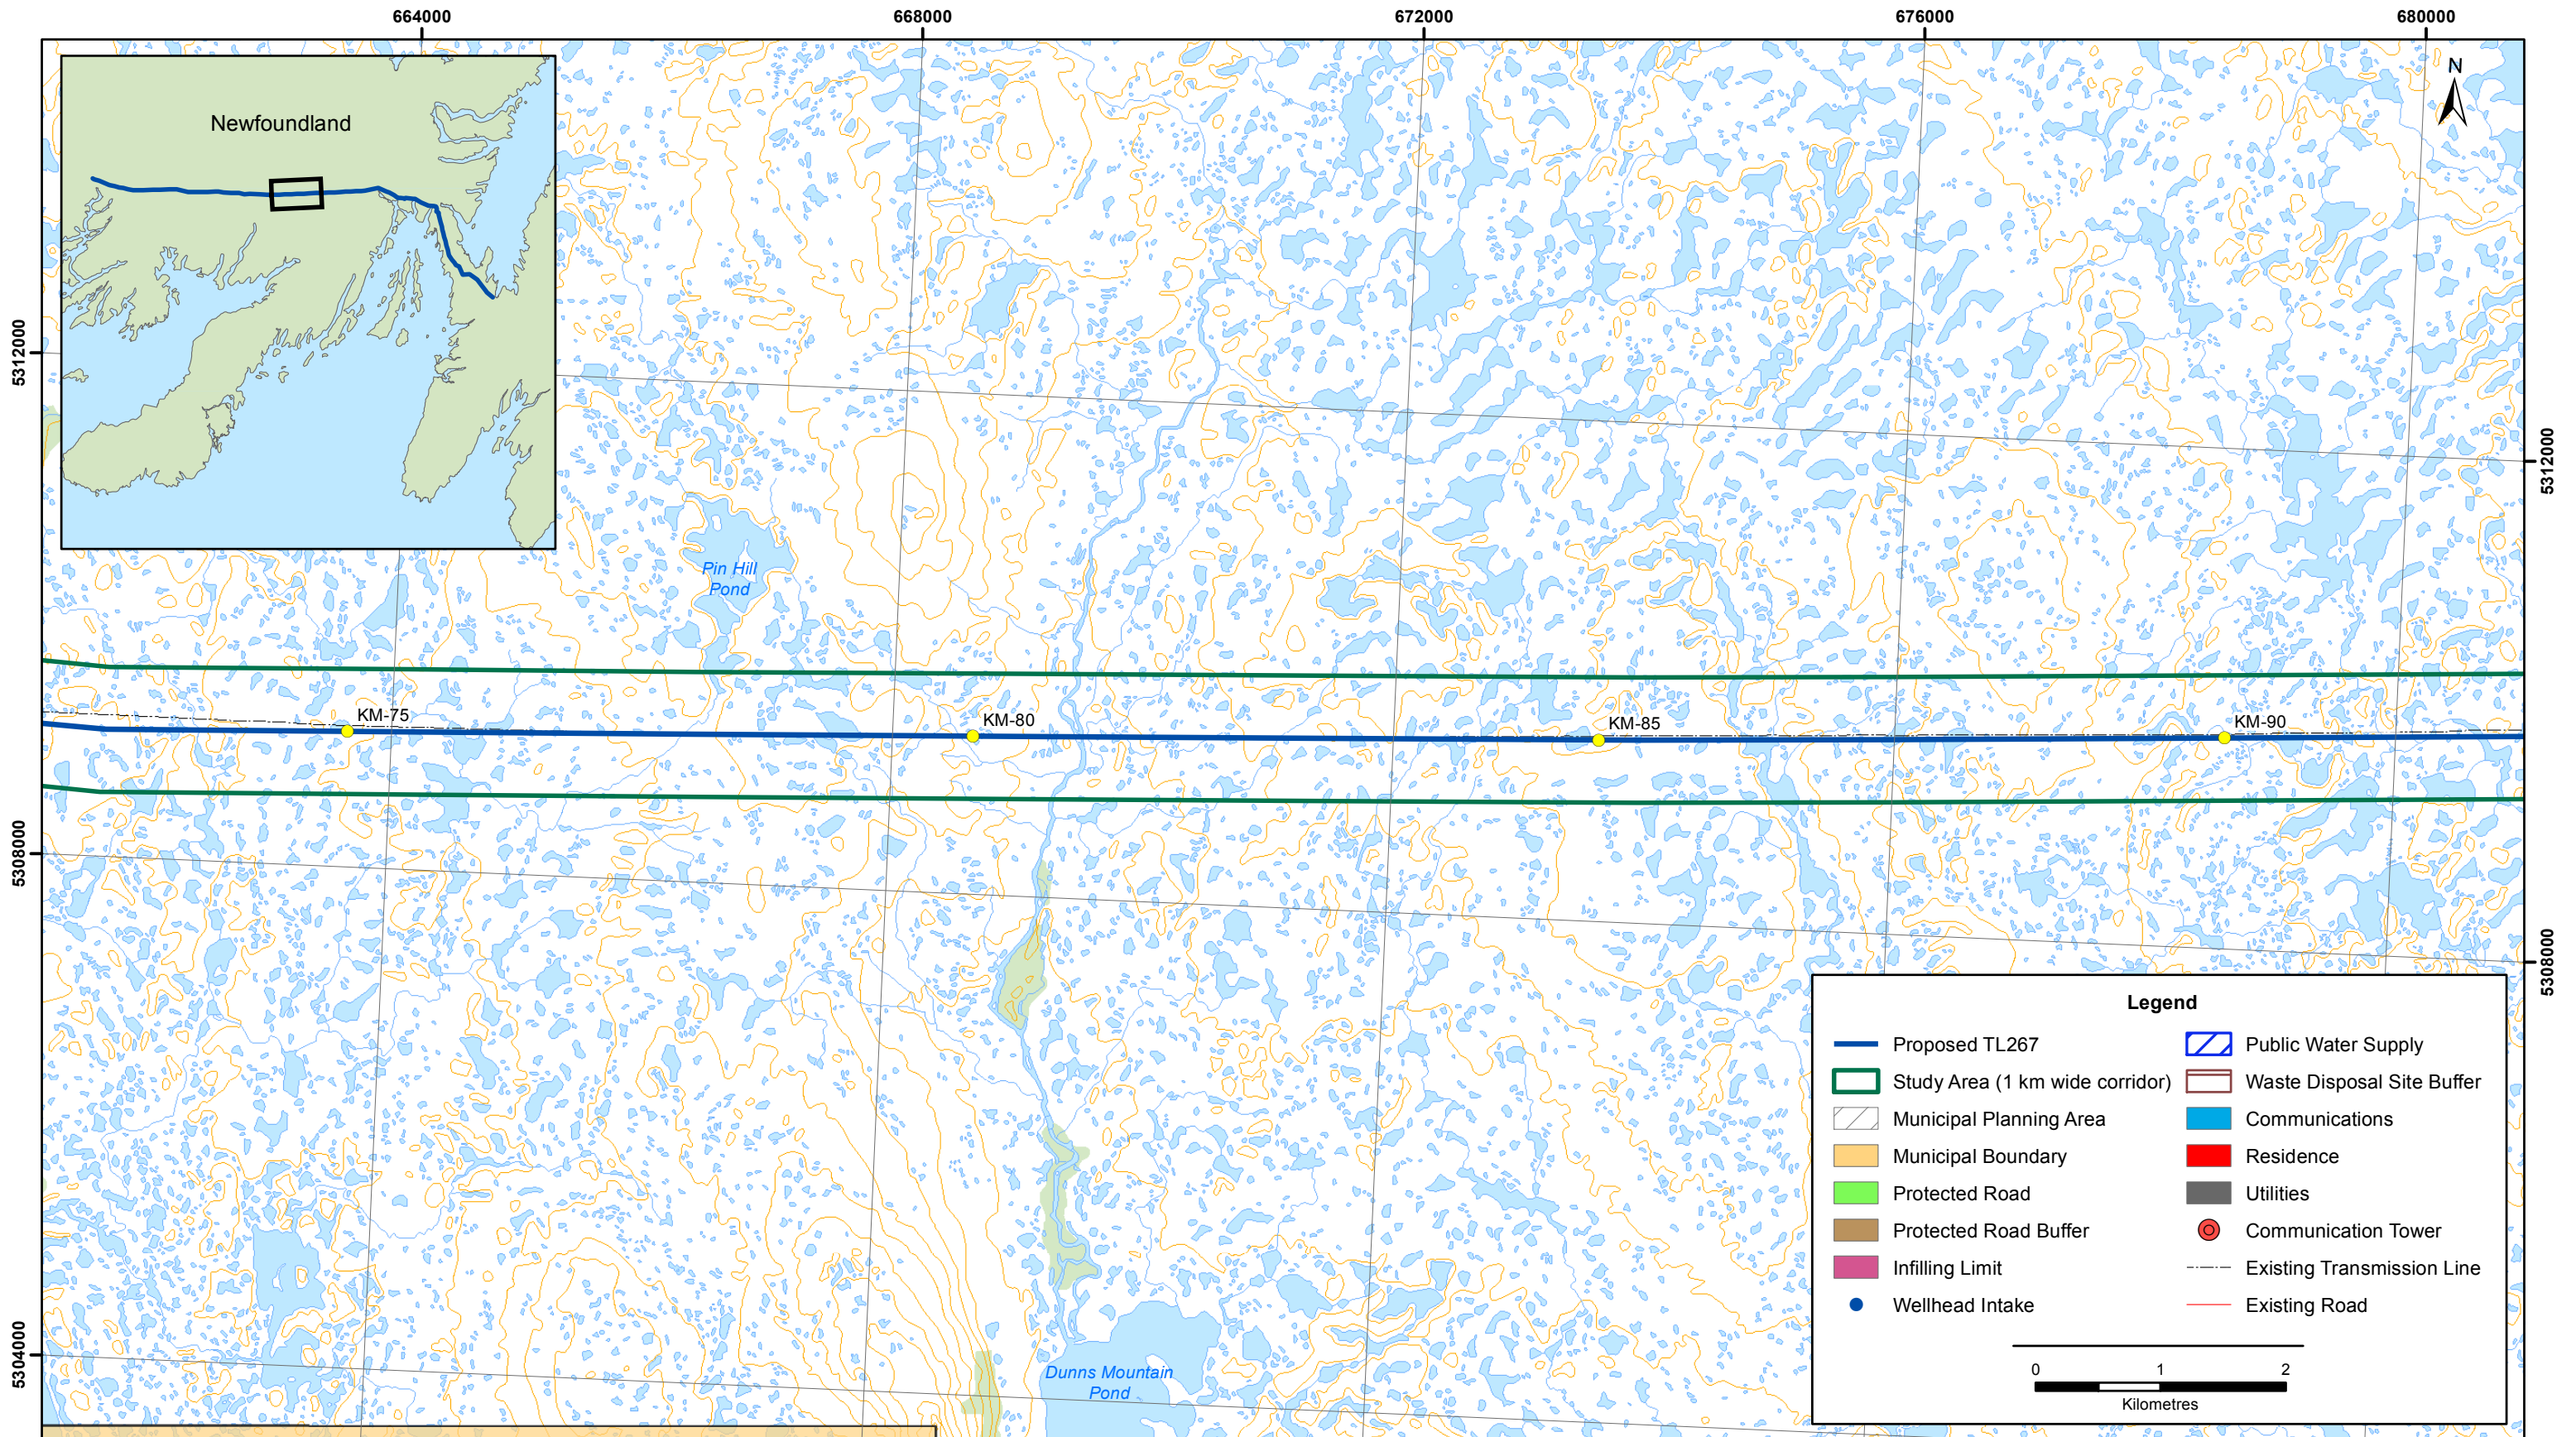 664000
668000
672000
676000
680000
N
Newfoundland
5312000
5312000
Pin Hill
Pond
KM-75
KM-80
KM-85
KM-90
5308000
5308000
Legend
Proposed TL267
Study Area (1 km wide corridor)
Municipal Planning Area
Municipal Boundary
Protected Road
Protected Road Buffer
Infilling Limit
Wellhead Intake
Public Water Supply
Waste Disposal Site Buffer
Communications
Residence
Utilities
Communication Tower
Existing Transmission Line
Existing Road
0 1 2
Kilometres
5304000
Dunns Mountain
Pond